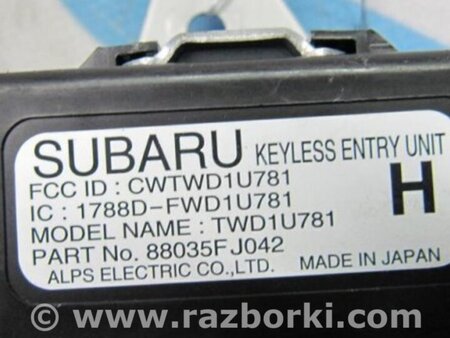 SUBARU KEYLESS ENTRY UNIT
FCC ID : CWTWD1U781
IC : 1788D-FWD1U781
H
MODEL NAME : TWD1U781
PART No. 88035FJ042
ALPS ELECTRIC CO.,LTD. MADE IN JAPAN
www.razborki.com